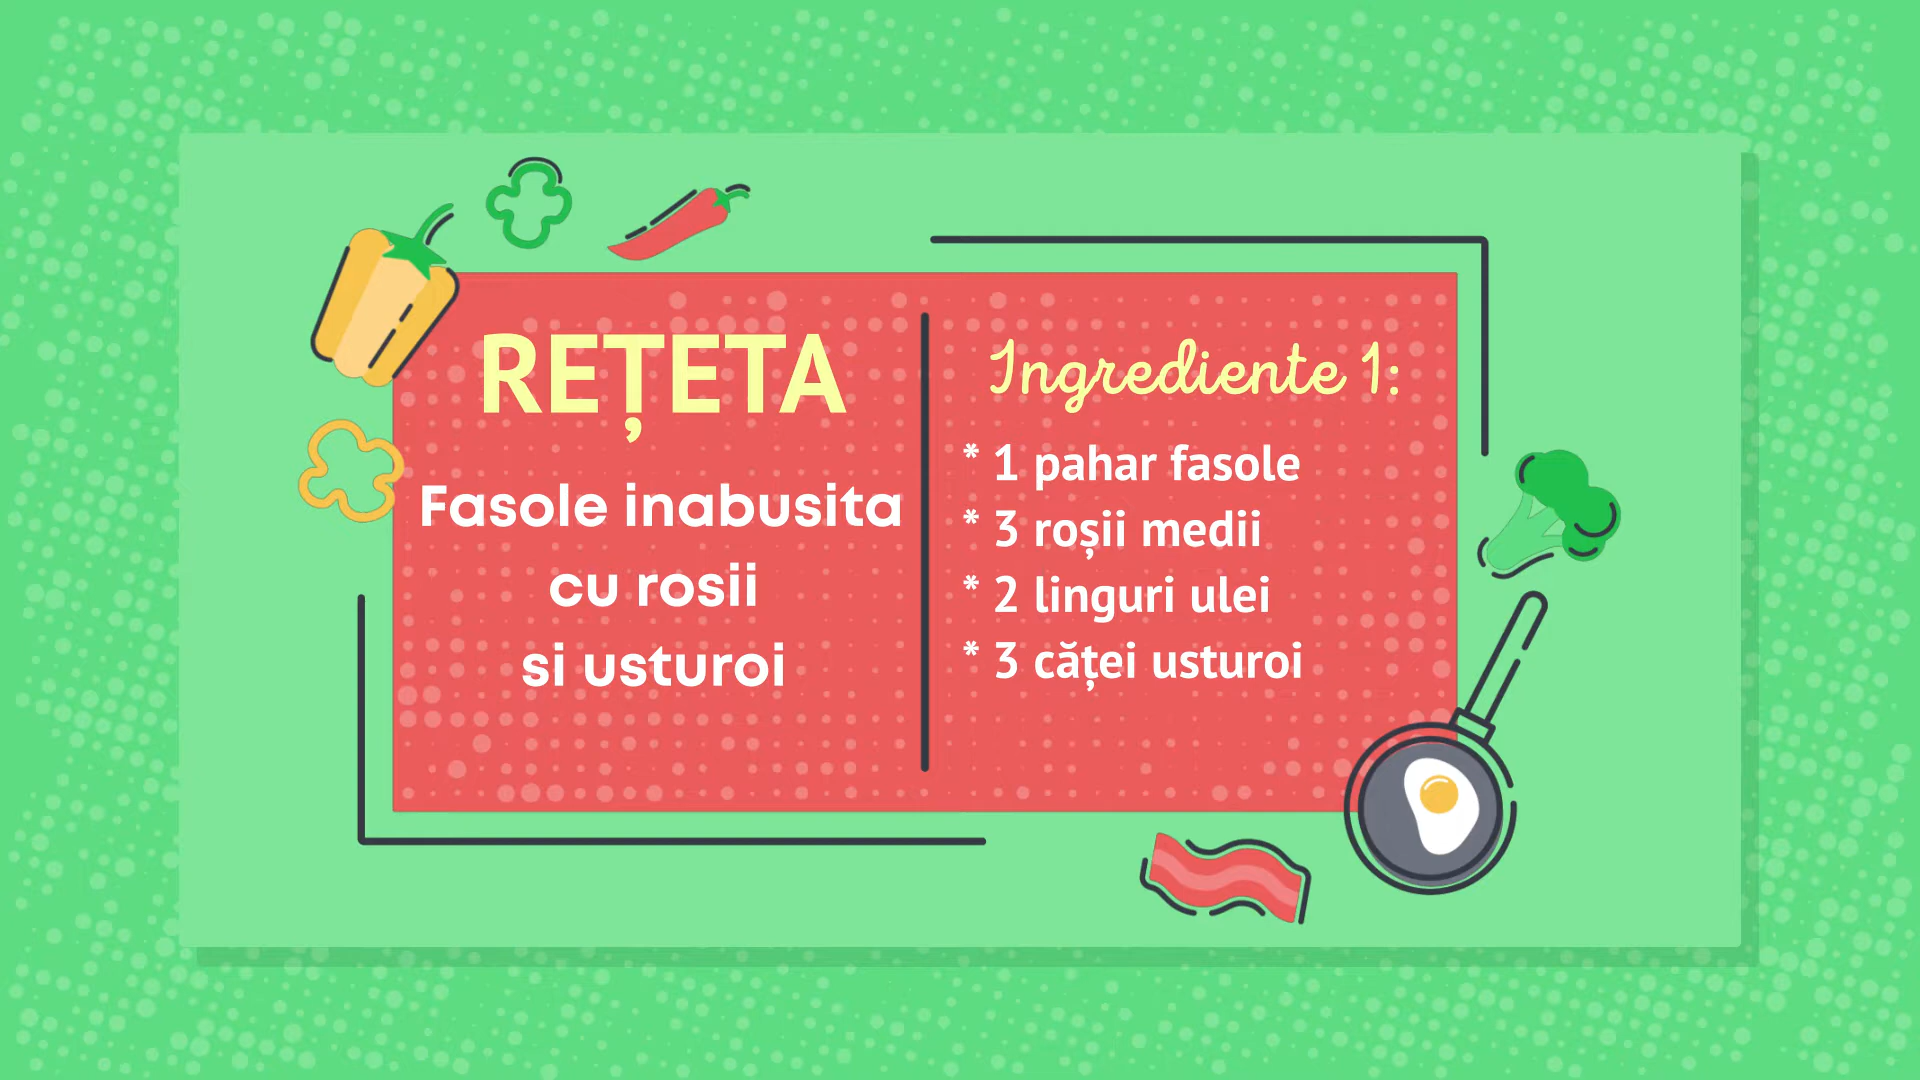 REȚETA
Fasole inabusita
cu rosii
si usturoi
Ingrediente 1:
* 1 pahar fasole
* 3 roșii medii
* 2 linguri ulei
* 3 căței usturoi